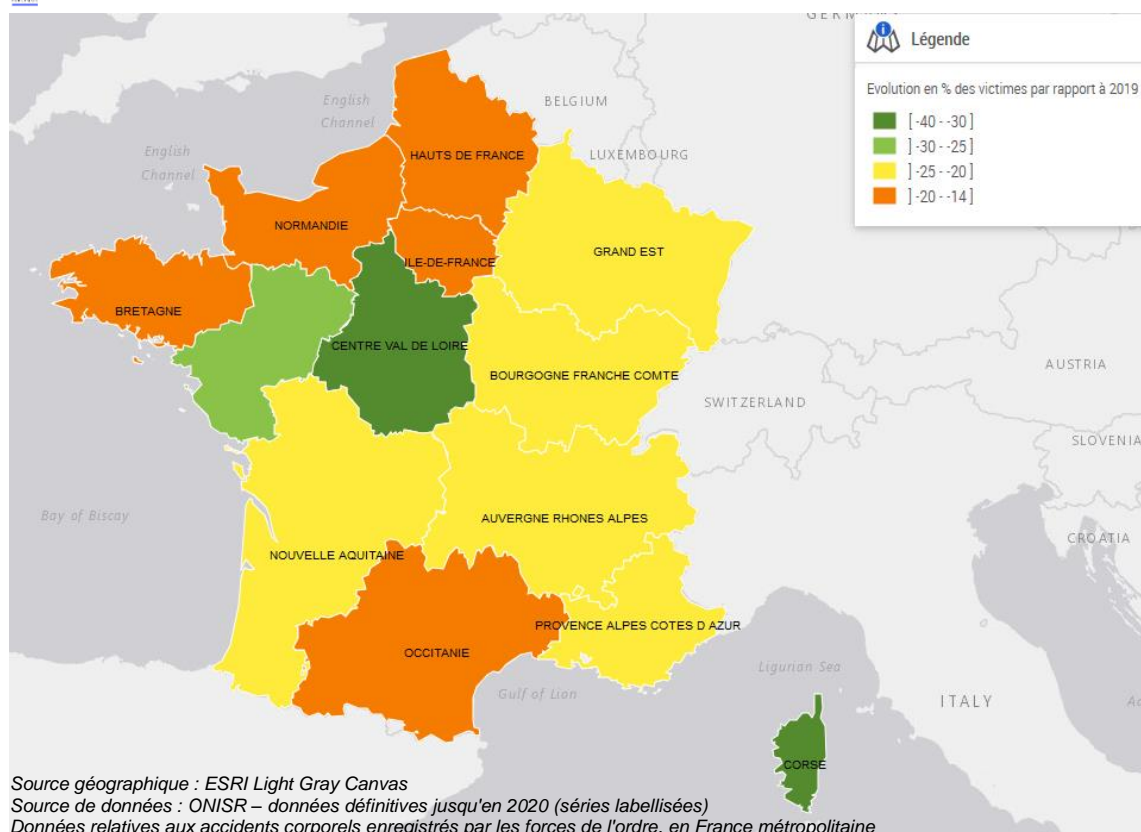 GERM
Légende
Evolution en % des victimes par rapport à 2019
[ -40 - -30 ]
] -30 - -25 ]
] -25 - -20 ]
] -20 - -14 ]
English
Channel
BELGIUM
English
Channel
HAUTS DE FRANCE
LUXEMBOURG
NORMANDIE
ILE-DE-FRANCE
GRAND EST
BRETAGNE
CENTRE VAL DE LOIRE
BOURGOGNE FRANCHE COMTE
AUSTRIA
SWITZERLAND
SLOVENIA
Bay of Biscay
AUVERGNE RHONES ALPES
CROATIA
NOUVELLE AQUITAINE
PROVENCE ALPES COTES D AZUR
OCCITANIE
Ligurian Sea
Gulf of Lion
ITALY
CORSE
Source géographique : ESRI Light Gray Canvas
Source de données : ONISR – données définitives jusqu'en 2020 (séries labellisées)
Données relatives aux accidents corporels enregistrés par les forces de l'ordre, en France métropolitaine